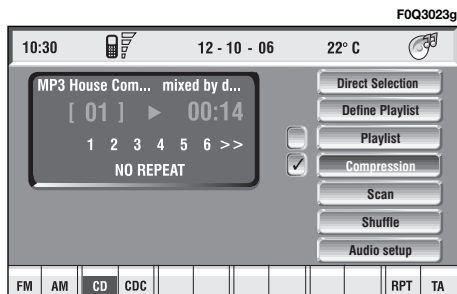 F0Q3023g
10:30 12 - 10 - 06 22° C
MP3 House Com... mixed by d...
[ 01 ] 00:14
1 2 3 4 5 6 >>
NO REPEAT
Direct Selection
Define Playlist
Playlist
Compression
Scan
Shuffle
Audio setup
FM AM CD CDC RPT TA